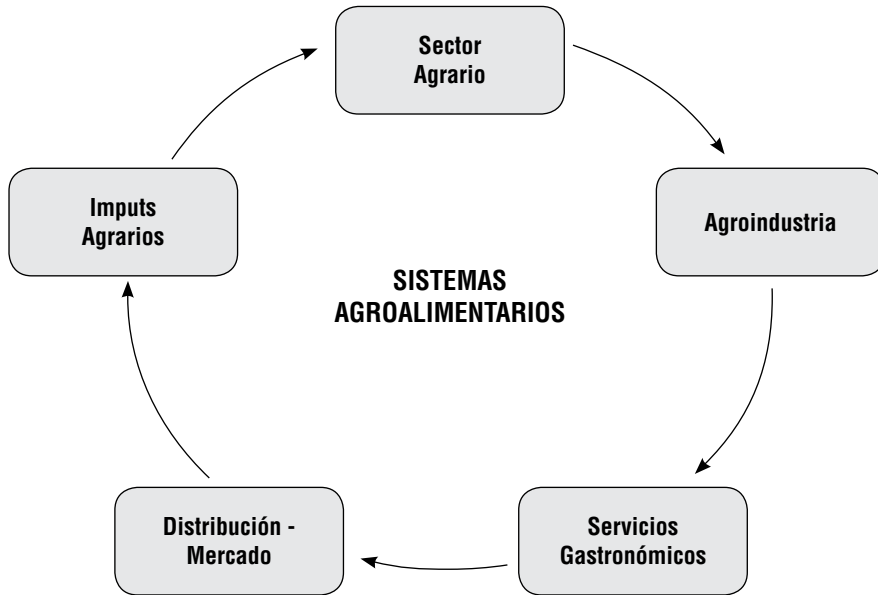 Sector
Agrario
Imputs
Agrarios
Agroindustria
SISTEMAS
AGROALIMENTARIOS
Distribución -
Mercado
Servicios
Gastronómicos